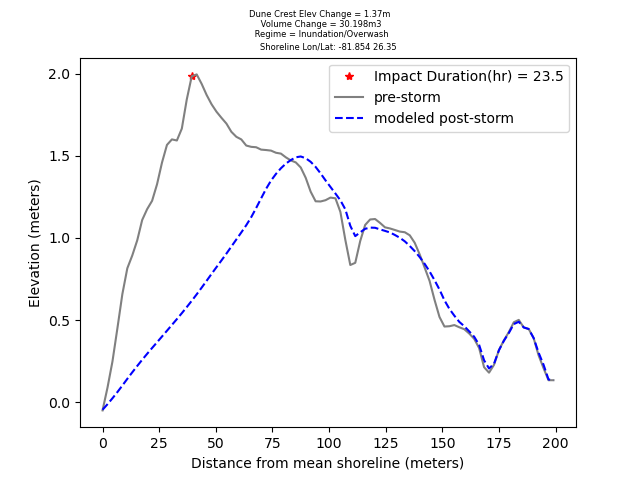 Dune Crest Elev Change = 1.37m
Volume Change = 30.198m3
Regime = Inundation/Overwash
Shoreline Lon/Lat: -81.854 26.35
Impact Duration(hr) = 23.5
pre-storm
modeled post-storm
2.0
1.5
1.0
0.5
0.0
Elevation (meters)
0 25 50 75 100 125 150 175 200
Distance from mean shoreline (meters)